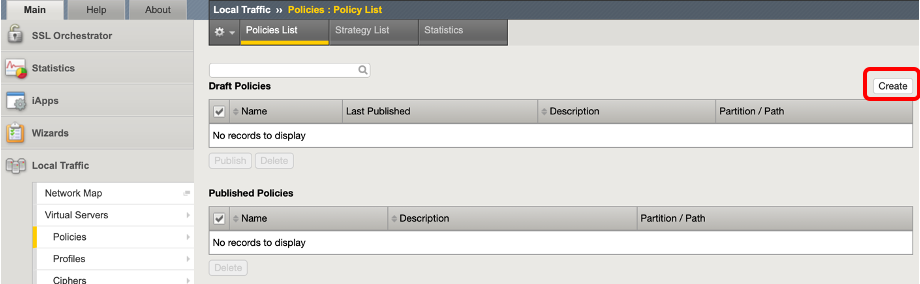 Main Help About
Local Traffic ›› Policies : Policy List
Policies List Strategy List Statistics
SSL Orchestrator
Statistics
iApps
Wizards
Local Traffic
Network Map
Virtual Servers
Policies
Profiles
Ciphers
Draft Policies
Create
Name Last Published Description Partition / Path
No records to display
Publish Delete
Published Policies
Name Description Partition / Path
No records to display
Delete